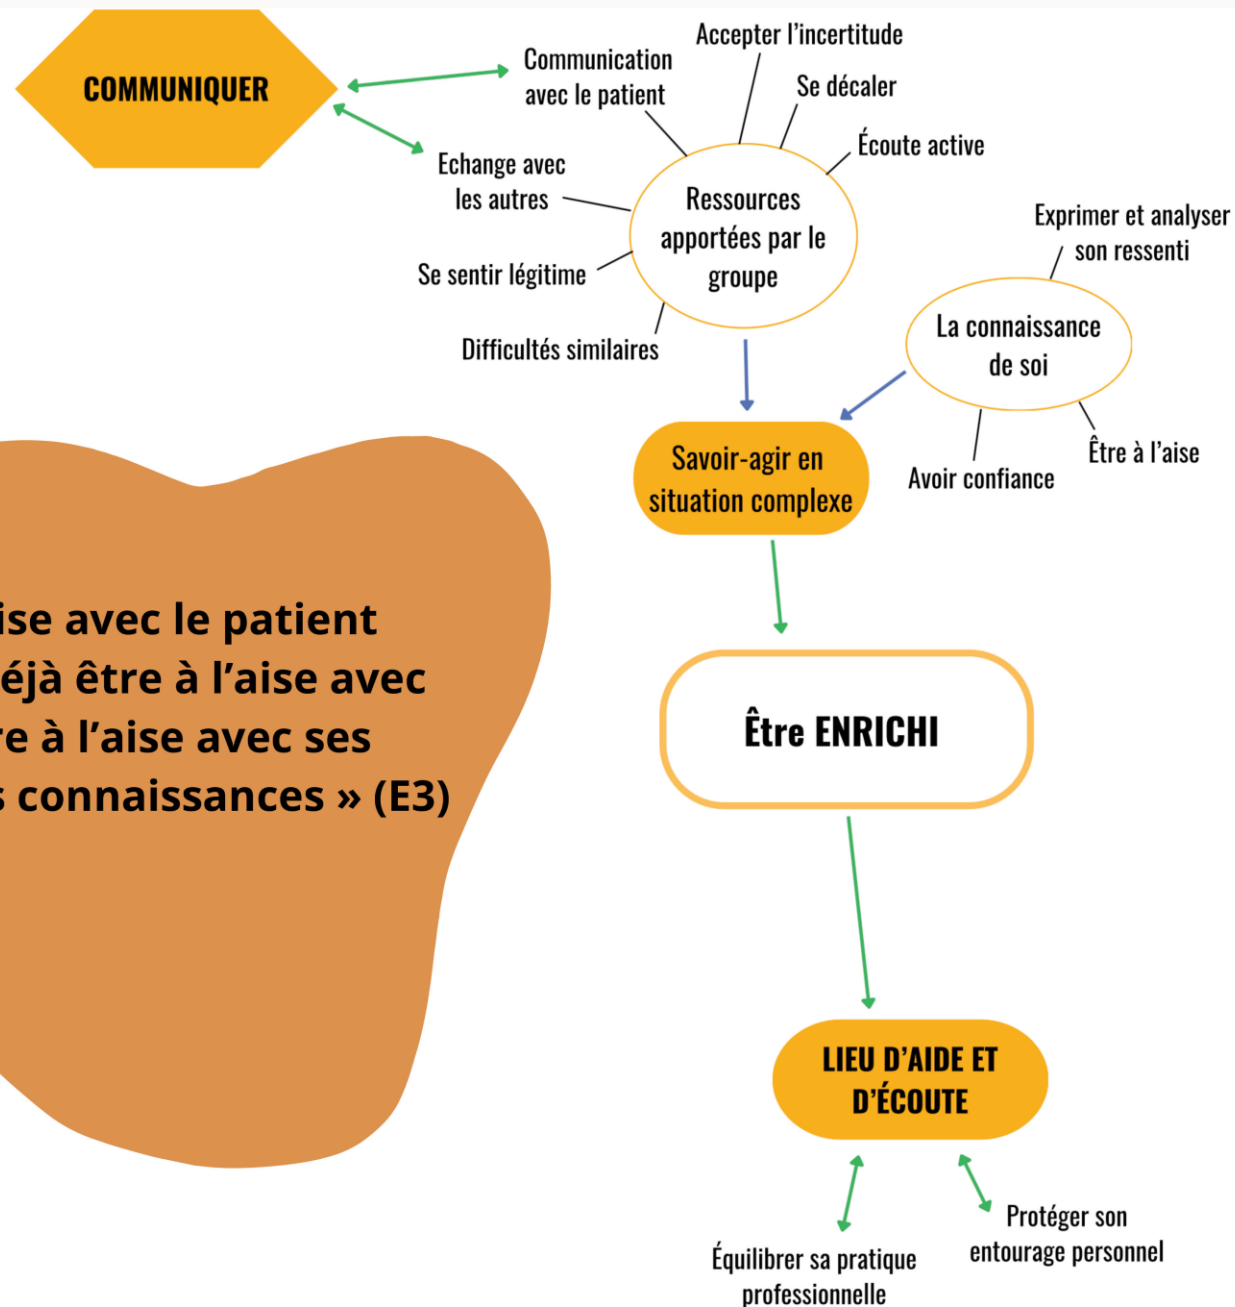 COMMUNIQUER
Communication
avec le patient
Accepter l’incertitude
Se décaler
Écoute active
Echange avec
les autres
Se sentir légitime
Difficultés similaires
Ressources
apportées par le
groupe
Exprimer et analyser
son ressenti
La connaissance
de soi
Avoir confiance
Être à l’aise
Savoir-agir en
situation complexe
avec le patient
être à l’aise avec
à l’aise avec ses
connaissances » (E3)
Être ENRICHI
LIEU D’AIDE ET
D’ÉCOUTE
Équilibrer sa pratique
professionnelle
Protéger son
entourage personnel